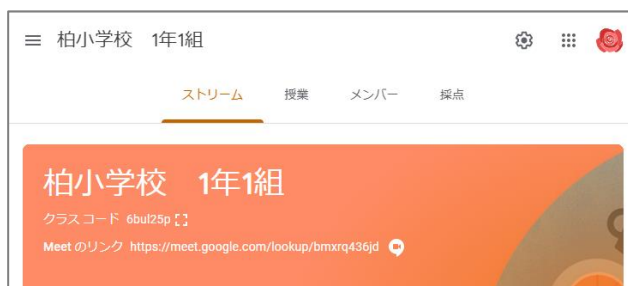 柏小学校 1年1組
ストリーム 授業 メンバー 採点
柏小学校 1年1組
クラス コード 6bul25p
Meet のリンク https://meet.google.com/lookup/bmxrq436jd